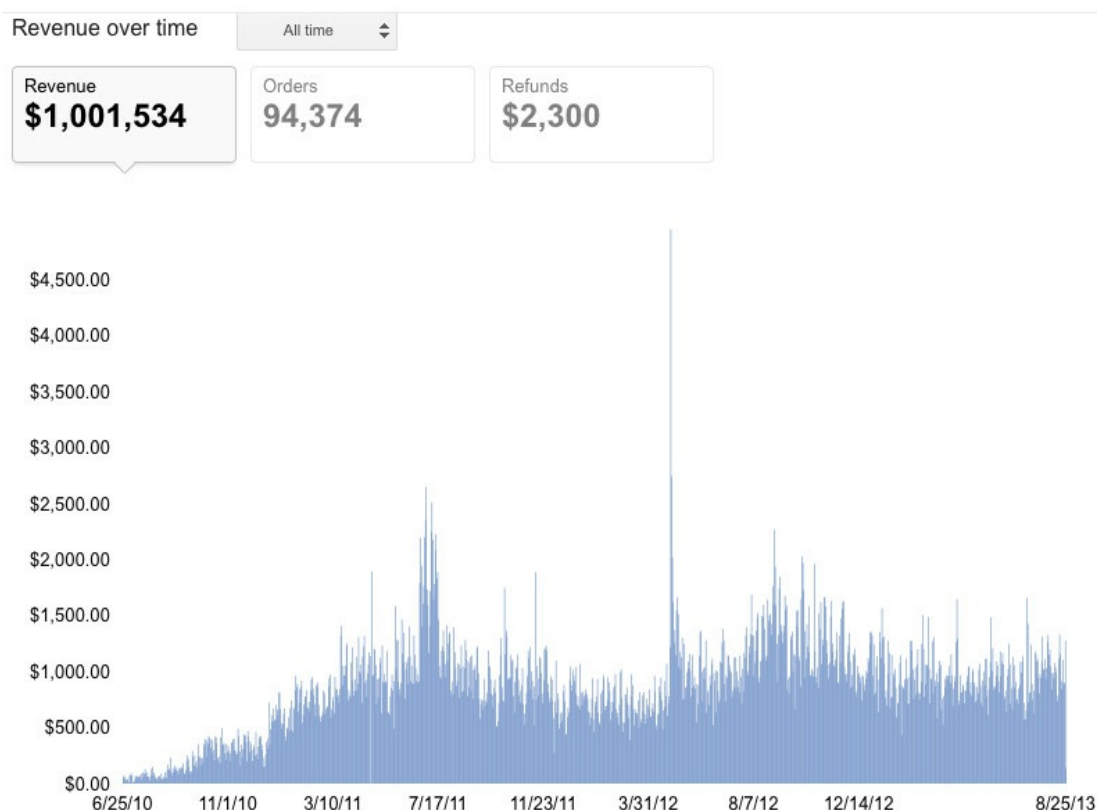 Revenue over time All time
Revenue Orders Refunds
$1,001,534 94,374 $2,300
$4,500.00
$4,000.00
$3,500.00
$3,000.00
$2,500.00
$2,000.00
$1,500.00
$1,000.00
$500.00
$0.00
6/25/10 11/1/10 3/10/11 7/17/11 11/23/11 3/31/12 8/7/12 12/14/12 8/25/13